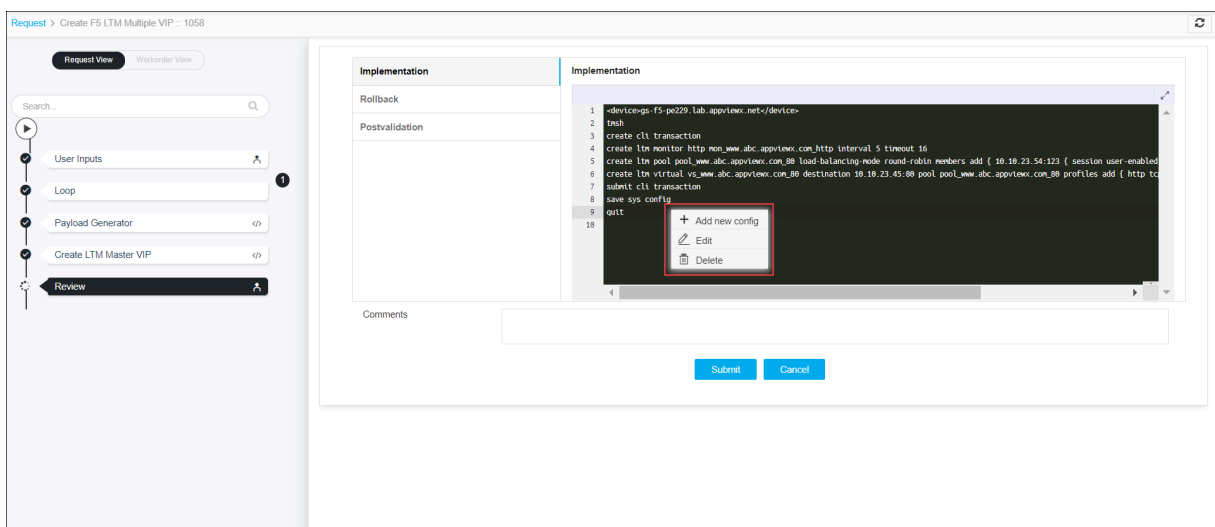 Request > Create F5 LTM Multiple VIP :: 1058
Request View
Workorder View
Search...
User Inputs
Loop
1
Payload Generator
</>
Create LTM Master VIP
</>
Review
Implementation
Rollback
Postvalidation
Implementation
1 <device>gs-f5-pe229.lab.appviewx.net</device>
2 tmsh
3 create cli transaction
4 create ltm monitor http mon_www.abc.appviewx.com_http interval 5 timeout 16
5 create ltm pool pool_www.abc.appviewx.com_80 load-balancing-mode round-robin members add { 10.10.23.54:123 { session user-enabled
6 create ltm virtual vs_www.abc.appviewx.com_80 destination 10.10.23.45:80 pool pool_www.abc.appviewx.com_80 profiles add { http tcp
7 submit cli transaction
8 save sys config
9 quit
10
Add new config
Edit
Delete
Comments
Submit
Cancel